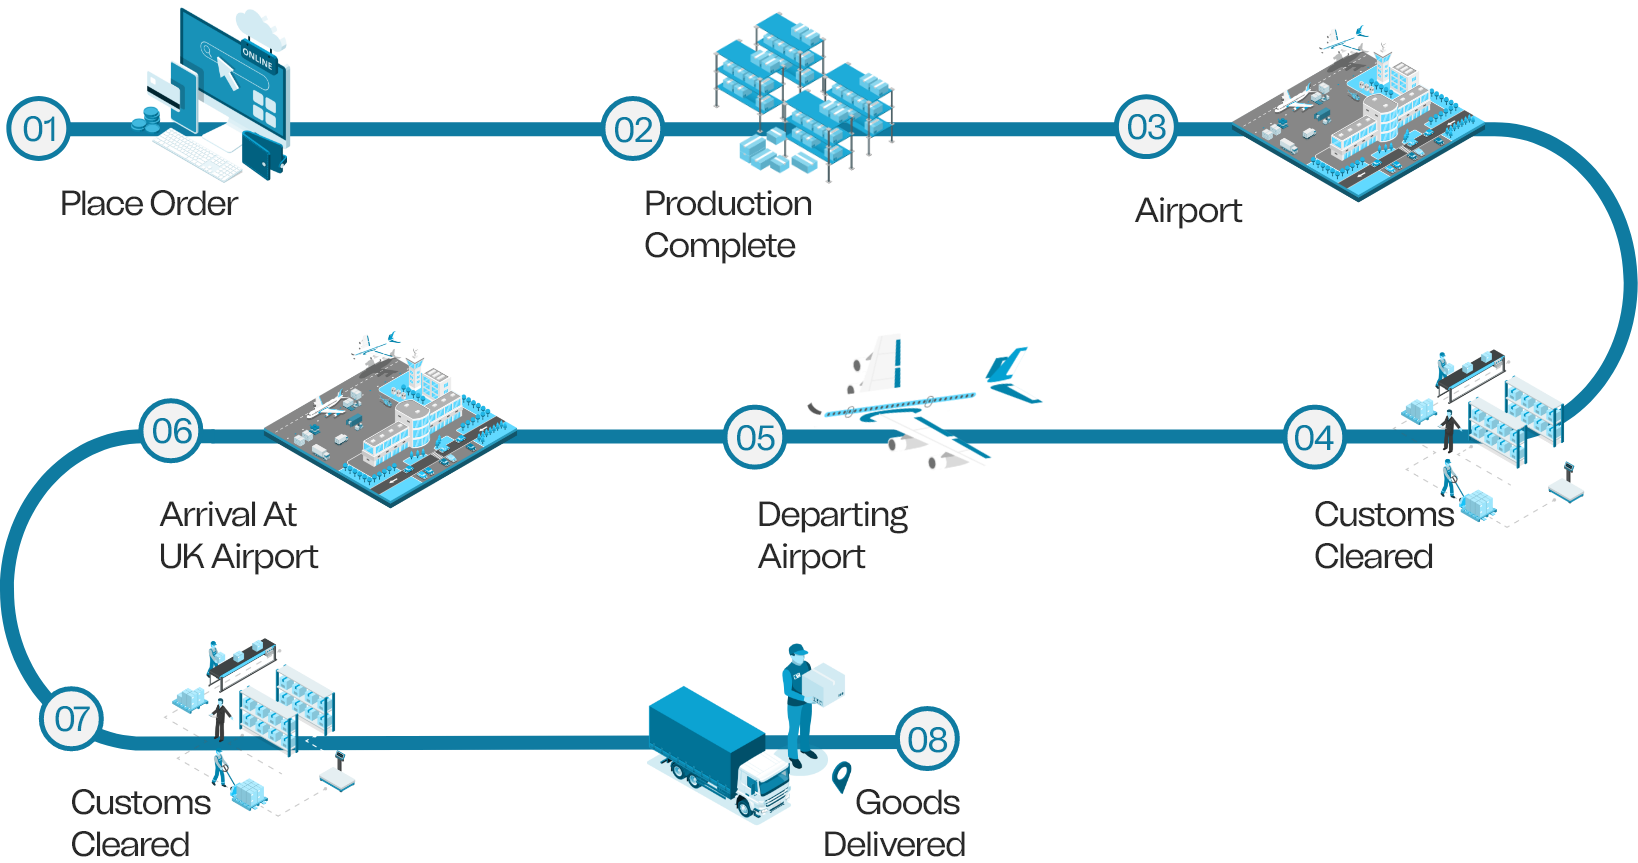 01
ONLINE
Place Order
02
Production
Complete
03
Airport
04
Customs
Cleared
05
Departing
Airport
06
Arrival At
UK Airport
07
Customs
Cleared
08
Goods
Delivered